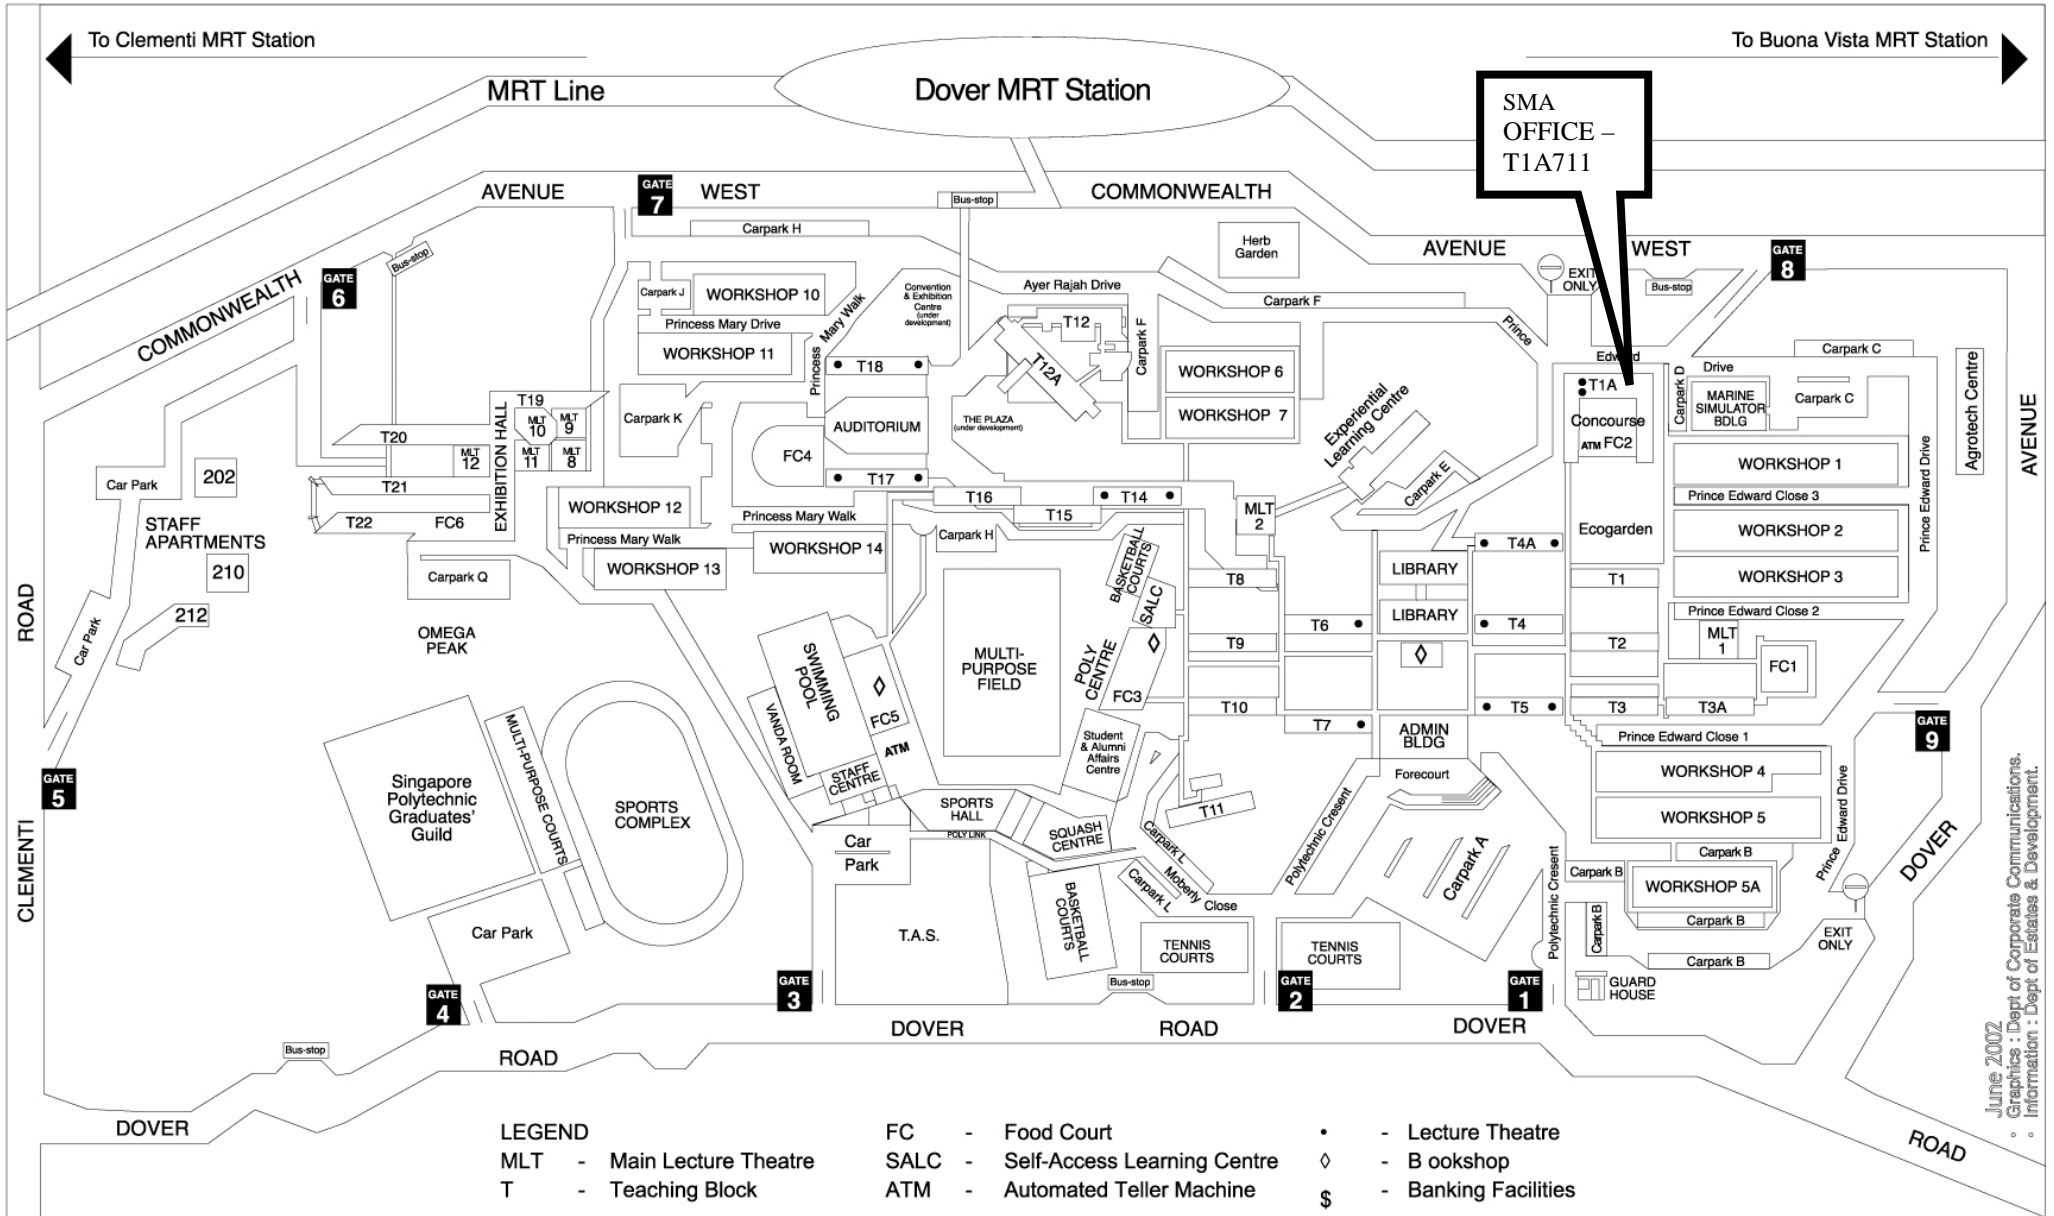 To Clementi MRT Station
To Buona Vista MRT Station
MRT Line
Dover MRT Station
SMA
OFFICE –
T1A711
AVENUE
GATE
7
WEST
Bus-stop
COMMONWEALTH
Carpark H
Herb
Garden
AVENUE
WEST
GATE
8
EXIT
ONLY
Bus-stop
Bus-stop
GATE
6
COMMONWEALTH
Carpark J
WORKSHOP 10
Princess Mary Drive
WORKSHOP 11
Princess Mary Walk
Convention
& Exhibition
Centre
(under
development)
Ayer Rajah Drive
Carpark F
T12
T12A
Carpark F
Prince
Edward
Drive
Carpark C
T18
WORKSHOP 6
WORKSHOP 7
T1A
Concourse
ATM FC2
Carpark D
MARINE
SIMULATOR
BDLG
Carpark C
Agrotech Centre
AVENUE
T19
MLT
10
MLT
9
MLT
11
MLT
8
EXHIBITION HALL
Carpark K
AUDITORIUM
FC4
THE PLAZA
(under development)
Experiential
Learning Centre
Carpark E
T20
MLT
12
T21
T22
FC6
T17
T16
T14
T15
MLT
2
WORKSHOP 1
Prince Edward Close 3
WORKSHOP 2
WORKSHOP 3
Prince Edward Close 2
Prince Edward Drive
Ecogarden
Car Park
202
STAFF
APARTMENTS
210
212
Car Park
WORKSHOP 12
Princess Mary Walk
Princess Mary Walk
WORKSHOP 14
WORKSHOP 13
Carpark H
Carpark Q
OMEGA
PEAK
BASKETBALL
COURTS
SALC
T8
T9
T10
T6
T7
LIBRARY
LIBRARY
T4A
T4
T5
T1
T2
T3
T3A
MLT
1
FC1
ROAD
SWIMMING
POOL
FC5
ATM
VANDA ROOM
STAFF
CENTRE
MULTI-
PURPOSE
FIELD
POLY
CENTRE
FC3
Student
& Alumni
Affairs
Centre
ADMIN
BLDG
Forecourt
Prince Edward Close 1
WORKSHOP 4
WORKSHOP 5
Prince Edward Drive
GATE
9
GATE
5
Singapore
Polytechnic
Graduates'
Guild
MULTI-PURPOSE COURTS
SPORTS
COMPLEX
SPORTS
HALL
POLY LINK
SQUASH
CENTRE
T11
Carpark L
Carpark L
Moberly
Close
Polytechnic Cresent
Carpark A
Polytechnic Cresent
Carpark B
Carpark B
WORKSHOP 5A
Carpark B
Carpark B
Carpark B
EXIT
ONLY
DOVER
CLEMENTI
Car
Park
T.A.S.
BASKETBALL
COURTS
TENNIS
COURTS
TENNIS
COURTS
Car Park
Bus-stop
GUARD
HOUSE
GATE
4
GATE
3
GATE
2
GATE
1
DOVER
ROAD
DOVER
Bus-stop
ROAD
DOVER
ROAD
June 2002
° Graphics : Dept of Corporate Communications.
° Information : Dept of Estates & Development.
LEGEND
MLT - Main Lecture Theatre
T - Teaching Block
FC - Food Court
SALC - Self-Access Learning Centre
ATM - Automated Teller Machine
• - Lecture Theatre
◊ - B ookshop
$ - Banking Facilities